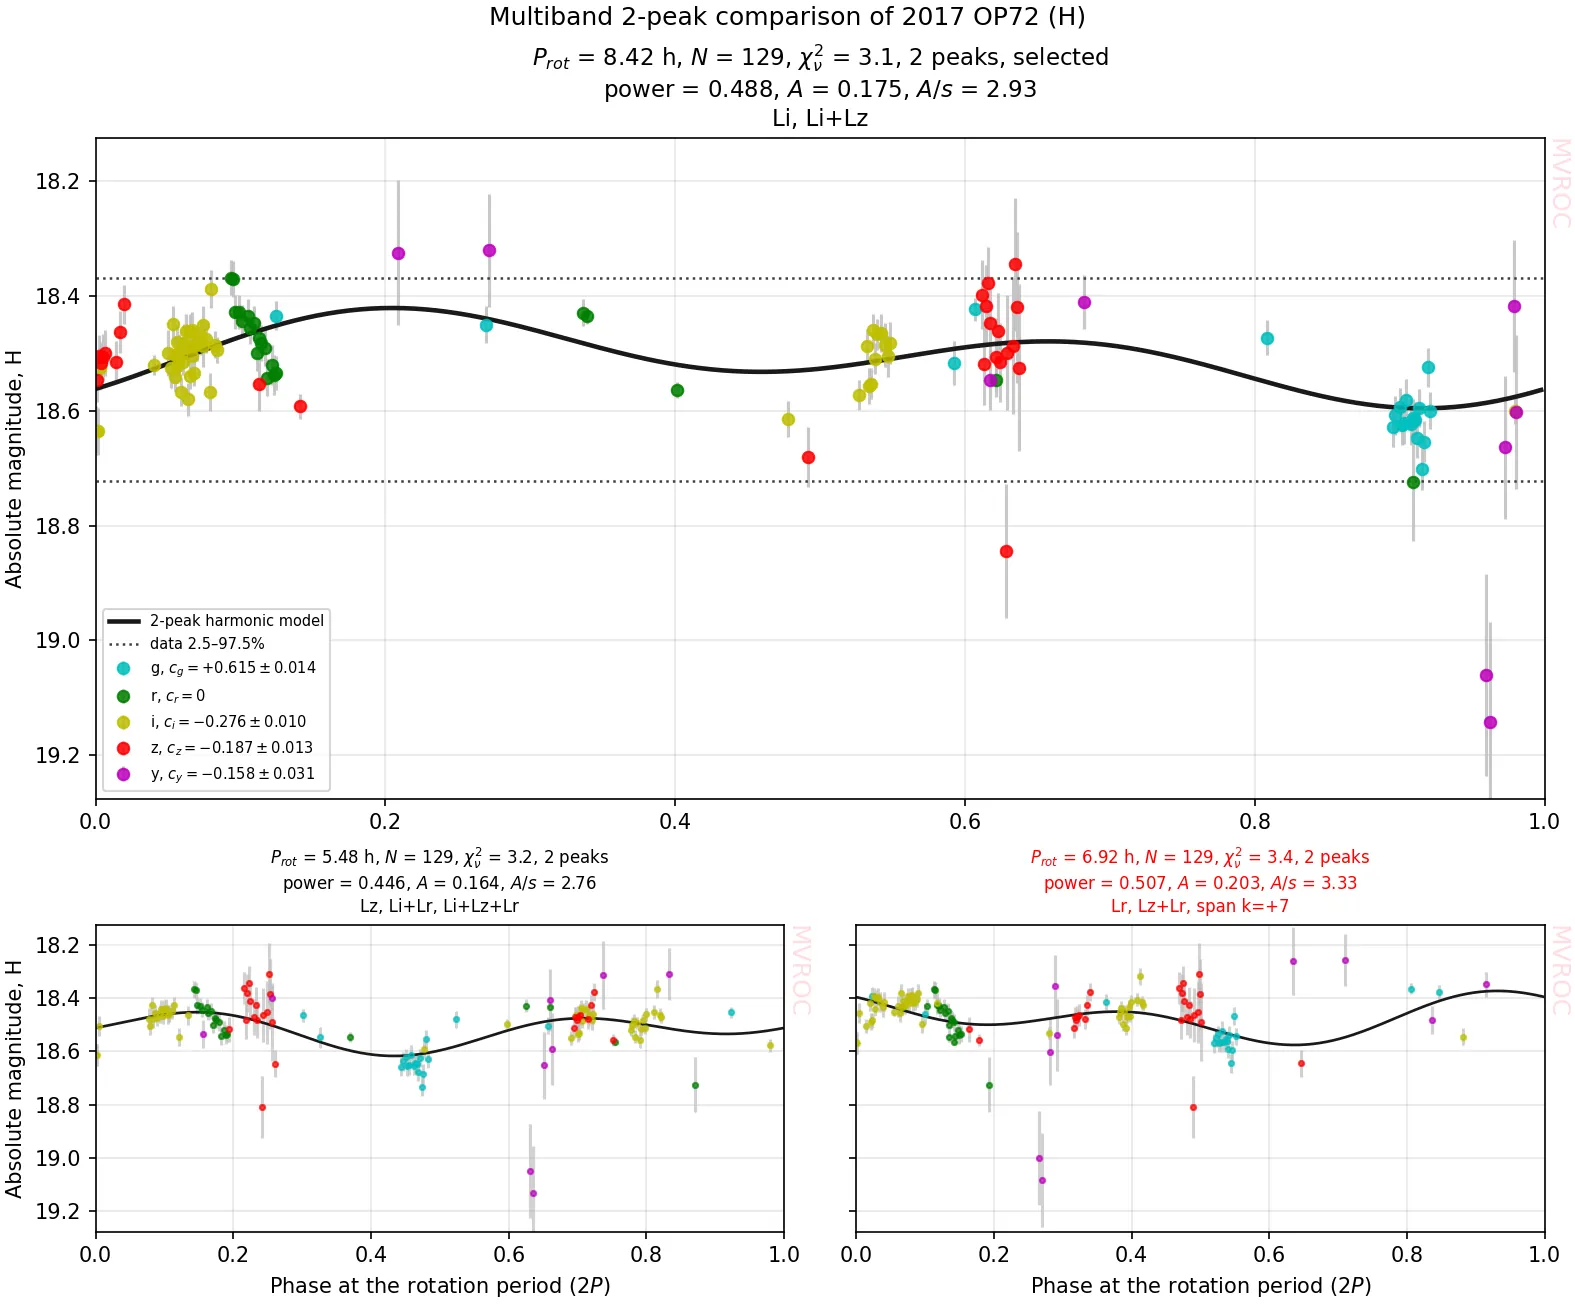 Multiband 2-peak comparison of 2017 OP72 (H)
P_rot = 8.42 h, N = 129, χ²_ν = 3.1, 2 peaks, selected
power = 0.488, A = 0.175, A/s = 2.93
Li, Li+Lz
MVROC
Absolute magnitude, H
18.2
18.4
18.6
18.8
19.0
19.2
2-peak harmonic model
data 2.5–97.5%
g, c_g = +0.615 ± 0.014
r, c_r = 0
i, c_i = −0.276 ± 0.010
z, c_z = −0.187 ± 0.013
y, c_y = −0.158 ± 0.031
0.0 0.2 0.4 0.6 0.8 1.0
P_rot = 5.48 h, N = 129, χ²_ν = 3.2, 2 peaks
power = 0.446, A = 0.164, A/s = 2.76
Lz, Li+Lr, Li+Lz+Lr
MVROC
Absolute magnitude, H
18.2
18.4
18.6
18.8
19.0
19.2
0.0 0.2 0.4 0.6 0.8 1.0
Phase at the rotation period (2P)
P_rot = 6.92 h, N = 129, χ²_ν = 3.4, 2 peaks
power = 0.507, A = 0.203, A/s = 3.33
Lr, Lz+Lr, span k=+7
MVROC
0.0 0.2 0.4 0.6 0.8 1.0
Phase at the rotation period (2P)